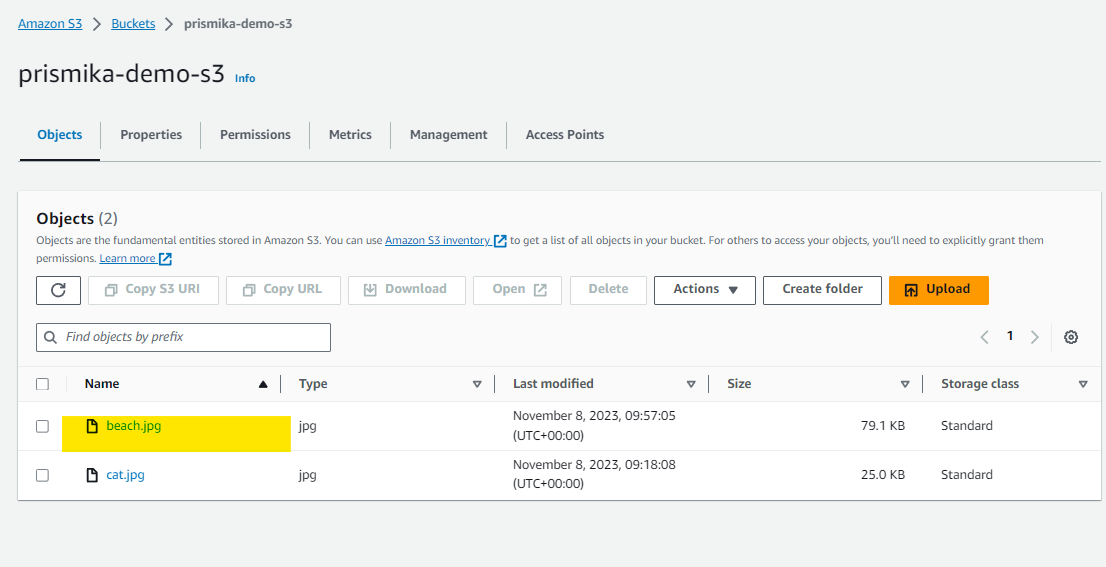 Amazon S3 > Buckets > prismika-demo-s3
prismika-demo-s3 Info
Objects Properties Permissions Metrics Management Access Points
Objects (2)
Objects are the fundamental entities stored in Amazon S3. You can use Amazon S3 inventory to get a list of all objects in your bucket. For others to access your objects, you'll need to explicitly grant them
permissions. Learn more
Copy S3 URI Copy URL Download Open Delete Actions Create folder Upload
Find objects by prefix 1
Name Type Last modified Size Storage class
beach.jpg jpg November 8, 2023, 09:57:05 (UTC+00:00) 79.1 KB Standard
cat.jpg jpg November 8, 2023, 09:18:08 (UTC+00:00) 25.0 KB Standard